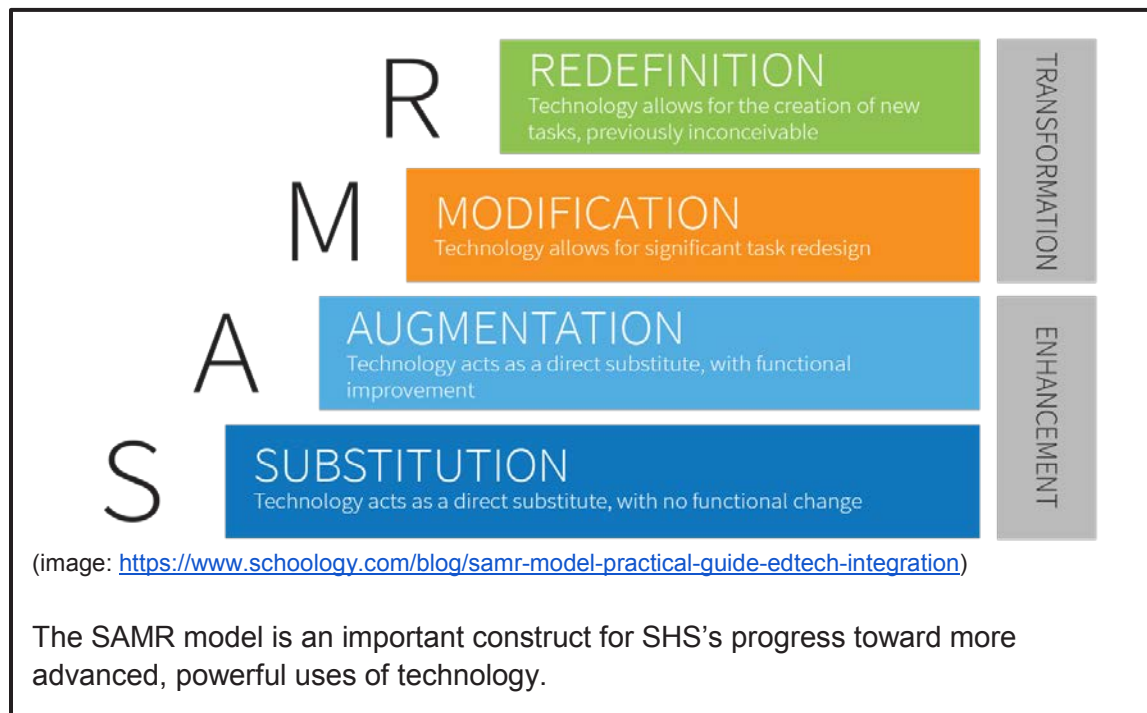 R
REDEFINITION
Technology allows for the creation of new
tasks, previously inconceivable
TRANSFORMATION
M
MODIFICATION
Technology allows for significant task redesign
A
AUGMENTATION
Technology acts as a direct substitute, with functional
improvement
ENHANCEMENT
S
SUBSTITUTION
Technology acts as a direct substitute, with no functional change
(image: https://www.schoology.com/blog/samr-model-practical-guide-edtech-integration)
The SAMR model is an important construct for SHS’s progress toward more
advanced, powerful uses of technology.